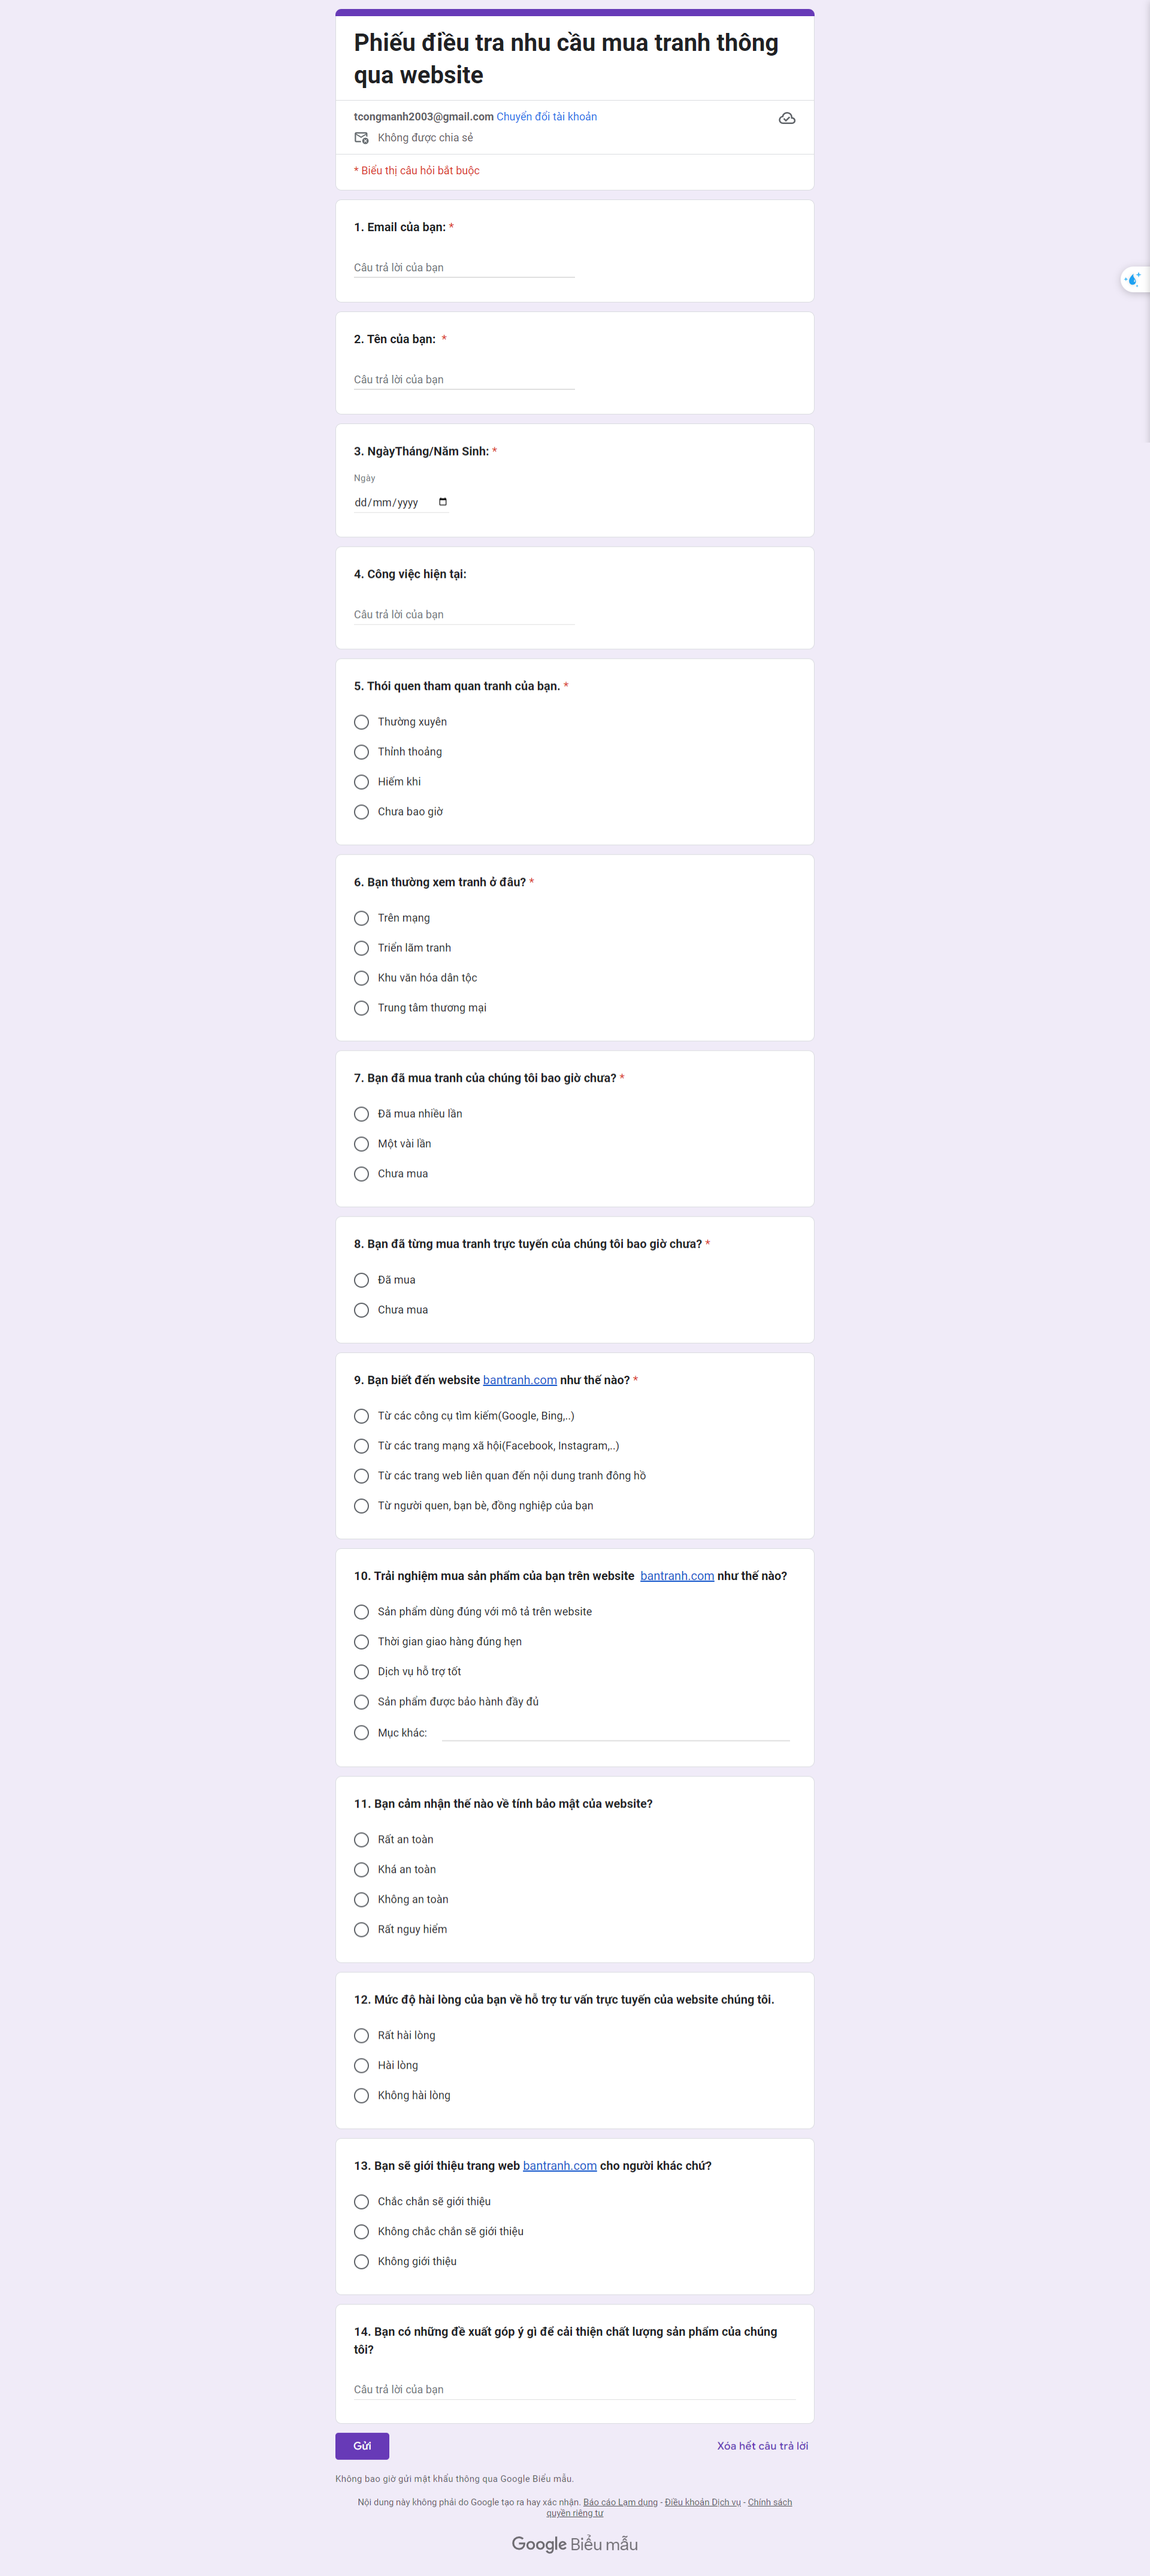 Phiếu điều tra nhu cầu mua tranh thông
qua website
tcongmanh2003@gmail.com Chuyển đổi tài khoản
Không được chia sẻ
* Biểu thị câu hỏi bắt buộc
1. Email của bạn: *
Câu trả lời của bạn
2. Tên của bạn: *
Câu trả lời của bạn
3. NgàyTháng/Năm Sinh: *
Ngày
dd/mm/yyyy
4. Công việc hiện tại:
Câu trả lời của bạn
5. Thói quen tham quan tranh của bạn. *
Thường xuyên
Thỉnh thoảng
Hiếm khi
Chưa bao giờ
6. Bạn thường xem tranh ở đâu? *
Trên mạng
Triển lãm tranh
Khu văn hóa dân tộc
Trung tâm thương mại
7. Bạn đã mua tranh của chúng tôi bao giờ chưa? *
Đã mua nhiều lần
Một vài lần
Chưa mua
8. Bạn đã từng mua tranh trực tuyến của chúng tôi bao giờ chưa? *
Đã mua
Chưa mua
9. Bạn biết đến website bantranh.com như thế nào? *
Từ các công cụ tìm kiếm(Google, Bing,..)
Từ các trang mạng xã hội(Facebook, Instagram,..)
Từ các trang web liên quan đến nội dung tranh đông hồ
Từ người quen, bạn bè, đồng nghiệp của bạn
10. Trải nghiệm mua sản phẩm của bạn trên website bantranh.com như thế nào?
Sản phẩm dùng đúng với mô tả trên website
Thời gian giao hàng đúng hẹn
Dịch vụ hỗ trợ tốt
Sản phẩm được bảo hành đầy đủ
Mục khác:
11. Bạn cảm nhận thế nào về tính bảo mật của website?
Rất an toàn
Khá an toàn
Không an toàn
Rất nguy hiểm
12. Mức độ hài lòng của bạn về hỗ trợ tư vấn trực tuyến của website chúng tôi.
Rất hài lòng
Hài lòng
Không hài lòng
13. Bạn sẽ giới thiệu trang web bantranh.com cho người khác chứ?
Chắc chắn sẽ giới thiệu
Không chắc chắn sẽ giới thiệu
Không giới thiệu
14. Bạn có những đề xuất góp ý gì để cải thiện chất lượng sản phẩm của chúng
tôi?
Câu trả lời của bạn
Gửi
Xóa hết câu trả lời
Không bao giờ gửi mật khẩu thông qua Google Biểu mẫu.
Nội dung này không phải do Google tạo ra hay xác nhận. Báo cáo Lạm dụng - Điều khoản Dịch vụ - Chính sách
quyền riêng tư
Google Biểu mẫu